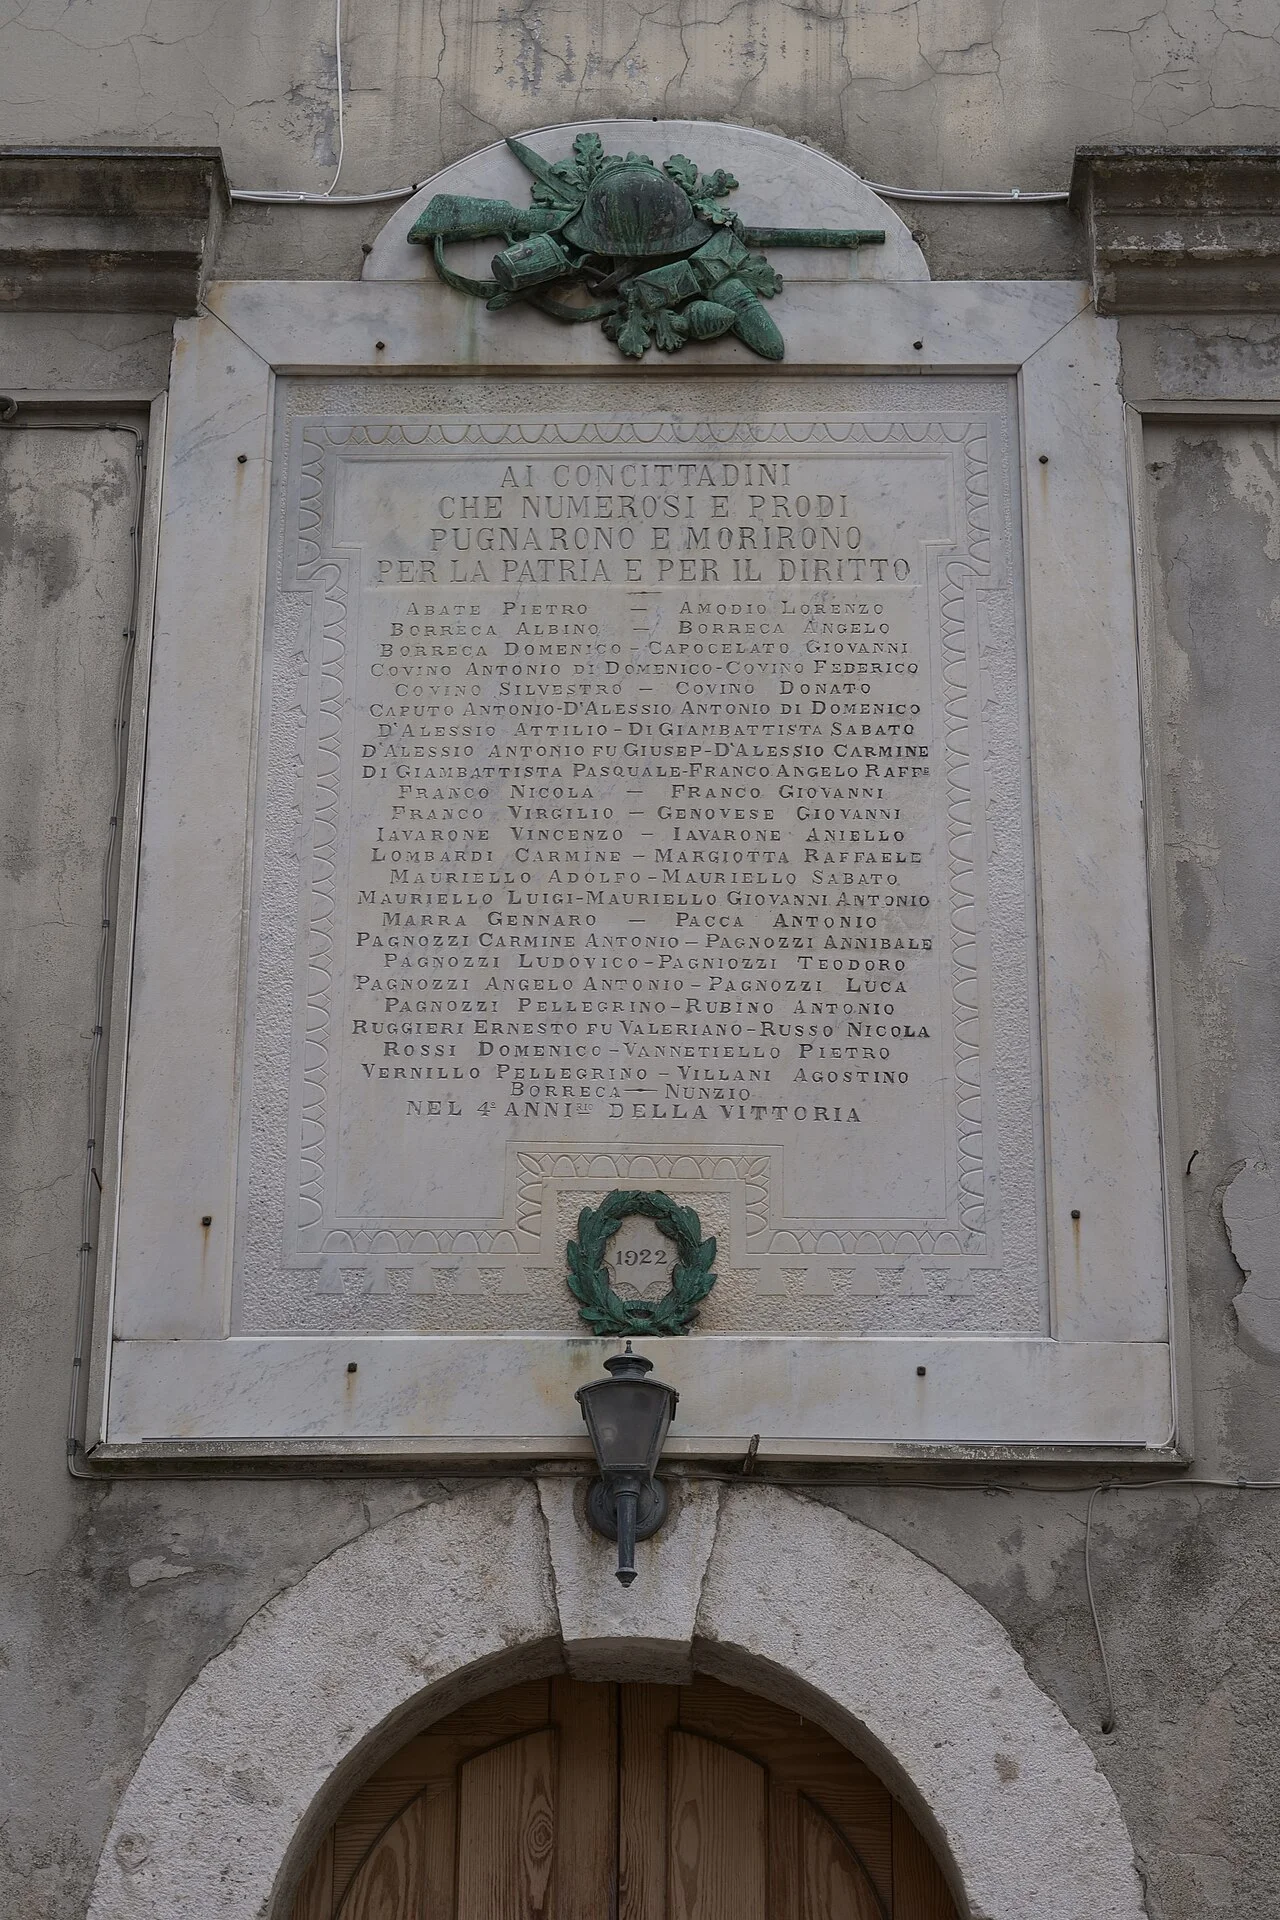 AI CONCITTADINI
CHE NUMEROSI E PRODI
PUGNARONO E MORIRONO
PER LA PATRIA E PER IL DIRITTO
ABATE PIETRO — AMODIO LORENZO
BORRECA ALBINO — BORRECA ANGELO
BORRECA DOMENICO - CAPOCELATO GIOVANNI
COVINO ANTONIO DI DOMENICO - COVINO FEDERICO
COVINO SILVESTRO — COVINO DONATO
CAPUTO ANTONIO - D'ALESSIO ANTONIO DI DOMENICO
D'ALESSIO ATTILIO - DI GIAMBATTISTA SABATO
D'ALESSIO ANTONIO FU GIUSEP - D'ALESSIO CARMINE
DI GIAMBATTISTA PASQUALE - FRANCO ANGELO RAFFE
FRANCO NICOLA — FRANCO GIOVANNI
FRANCO VIRGILIO - GENOVESE GIOVANNI
IAVARONE VINCENZO - IAVARONE ANIELLO
LOMBARDI CARMINE - MARGIOTTA RAFFAELE
MAURIELLO ADOLFO - MAURIELLO SABATO
MAURIELLO LUIGI - MAURIELLO GIOVANNI ANTONIO
MARRA GENNARO — PACCA ANTONIO
PAGNOZZI CARMINE ANTONIO - PAGNOZZI ANNIBALE
PAGNOZZI LUDOVICO - PAGNIOZZI TEODORO
PAGNOZZI ANGELO ANTONIO - PAGNOZZI LUCA
PAGNOZZI PELLEGRINO - RUBINO ANTONIO
RUGGIERI ERNESTO FU VALERIANO - RUSSO NICOLA
ROSSI DOMENICO - VANNETIELLO PIETRO
VERNILLO PELLEGRINO - VILLANI AGOSTINO
BORRECA — NUNZIO
NEL 4º ANNIRIO DELLA VITTORIA
1922